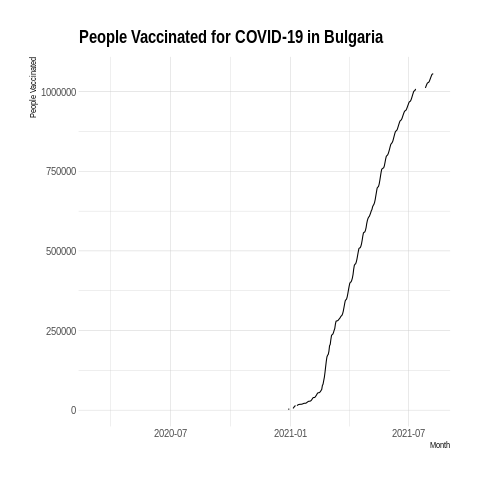 People Vaccinated for COVID-19 in Bulgaria
People Vaccinated
1000000
750000
500000
250000
0
2020-07
2021-01
2021-07
Month